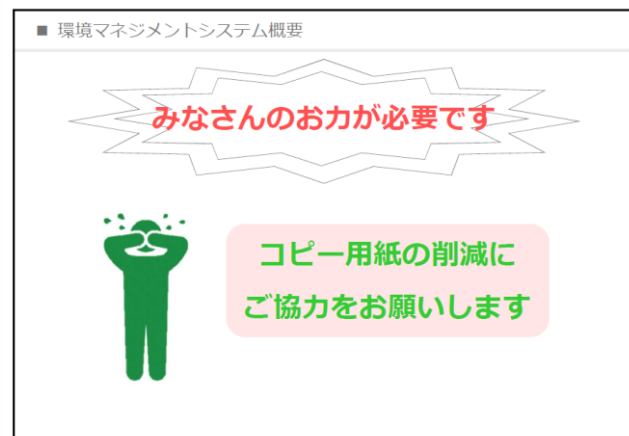 ■ 環境マネジメントシステム概要
みなさんのお力が必要です
コピー用紙の削減に
ご協力をお願いします